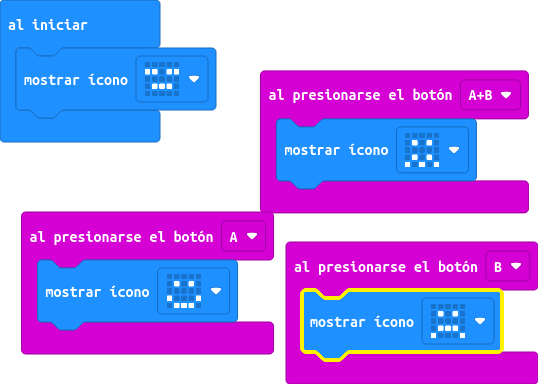 al iniciar
mostrar ícono
al presionarse el botón A+B
mostrar ícono
al presionarse el botón A
mostrar ícono
al presionarse el botón B
mostrar ícono